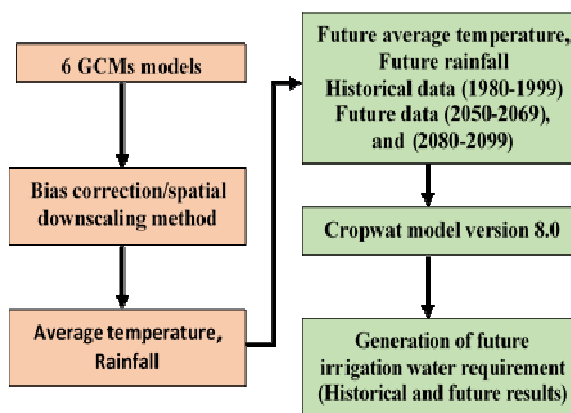 6 GCMs models
Bias correction/spatial
downscaling method
Average temperature,
Rainfall
Future average temperature,
Future rainfall
Historical data (1980-1999)
Future data (2050-2069),
and (2080-2099)
Cropwat model version 8.0
Generation of future
irrigation water requirement
(Historical and future results)